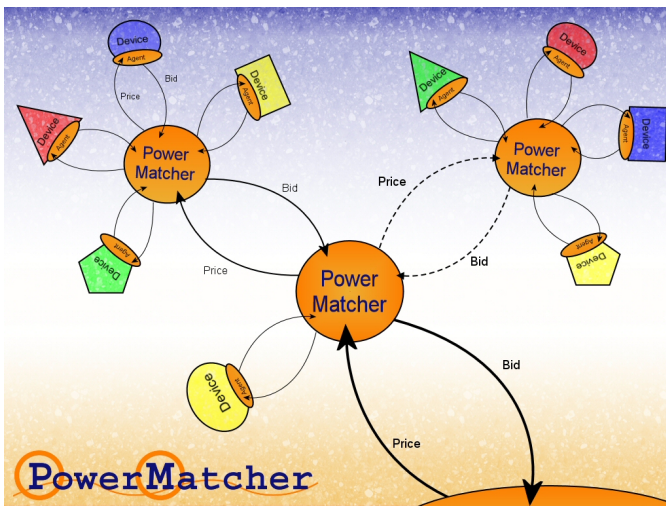 Device
Agent
Bid
Price
Device
Agent
Device
Agent
Power
Matcher
Device
Agent
Bid
Price
Device
Agent
Device
Agent
Device
Agent
Power
Matcher
Device
Agent
Price
Bid
Power
Matcher
Device
Agent
Bid
Price
PowerMatcher